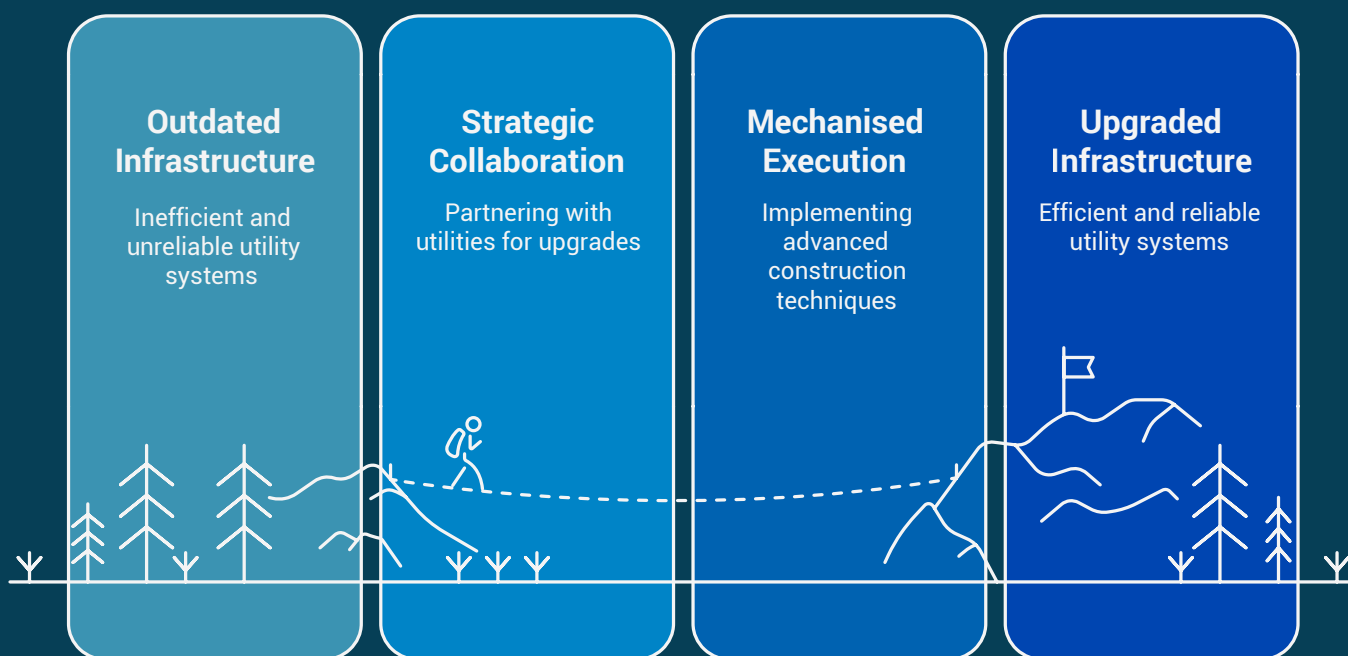 Outdated
Infrastructure
Inefficient and
unreliable utility
systems
Strategic
Collaboration
Partnering with
utilities for upgrades
Mechanised
Execution
Implementing
advanced
construction
techniques
Upgraded
Infrastructure
Efficient and reliable
utility systems